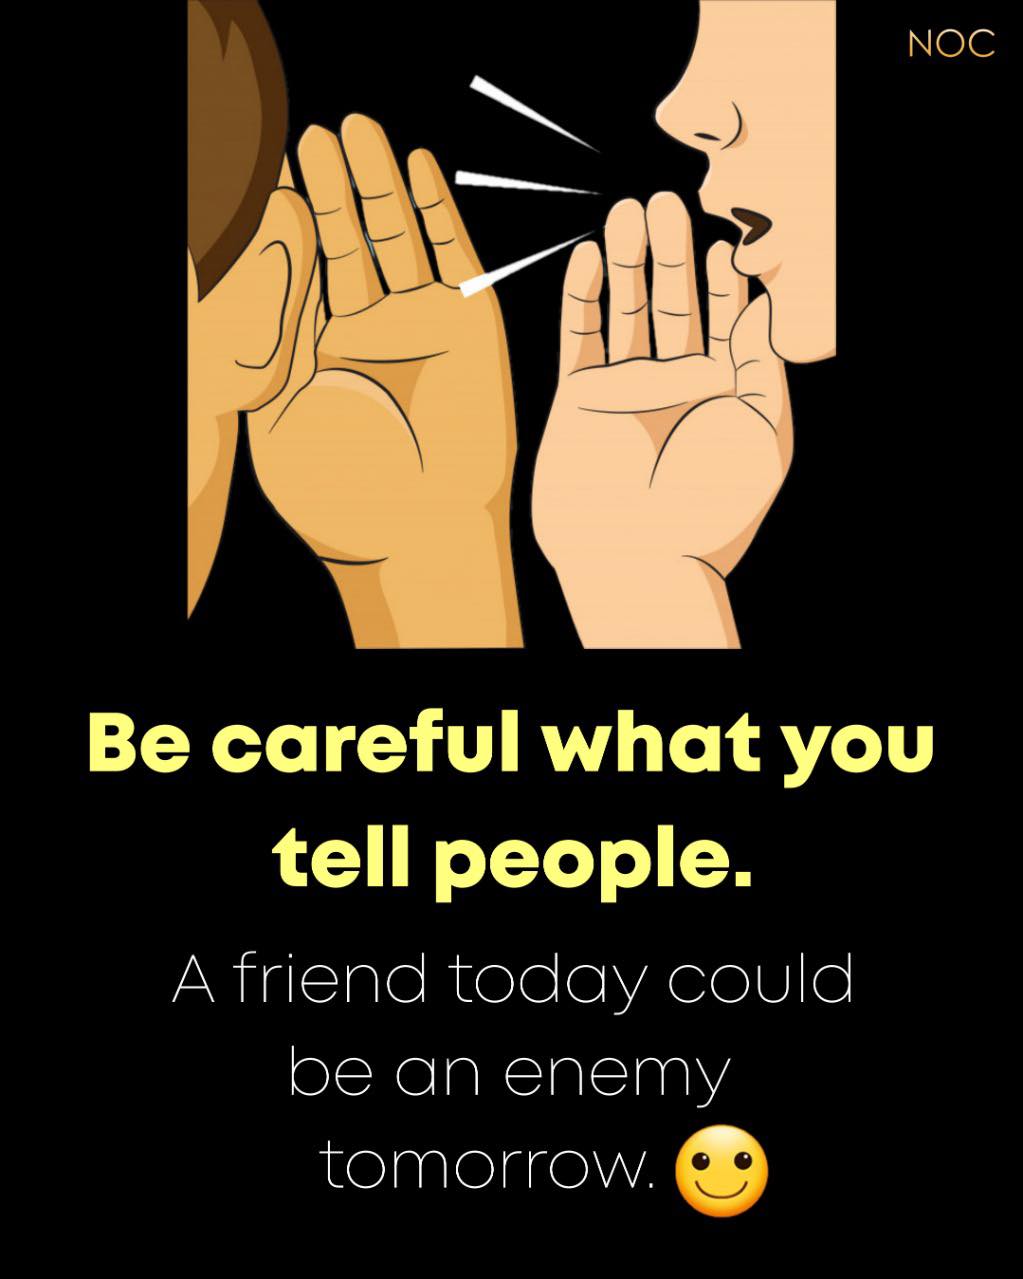 NOC
Be careful what you
tell people.
A friend today could
be an enemy
tomorrow. 🙂